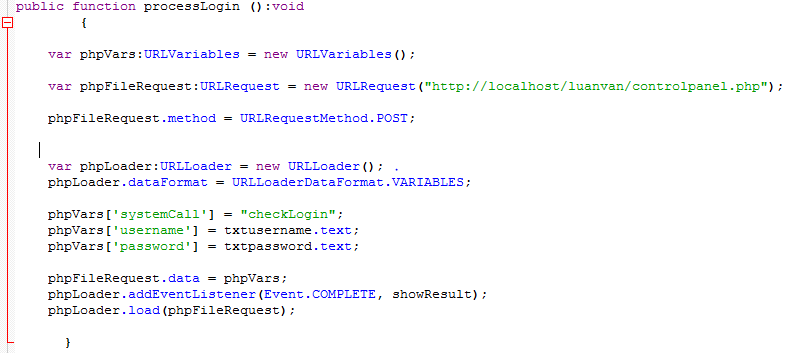 public function processLogin ():void
{
var phpVars:URLVariables = new URLVariables();
var phpFileRequest:URLRequest = new URLRequest("http://localhost/luanvan/controlpanel.php");
phpFileRequest.method = URLRequestMethod.POST;
var phpLoader:URLLoader = new URLLoader(); .
phpLoader.dataFormat = URLLoaderDataFormat.VARIABLES;
phpVars['systemCall'] = "checkLogin";
phpVars['username'] = txtusername.text;
phpVars['password'] = txtpassword.text;
phpFileRequest.data = phpVars;
phpLoader.addEventListener(Event.COMPLETE, showResult);
phpLoader.load(phpFileRequest);
}